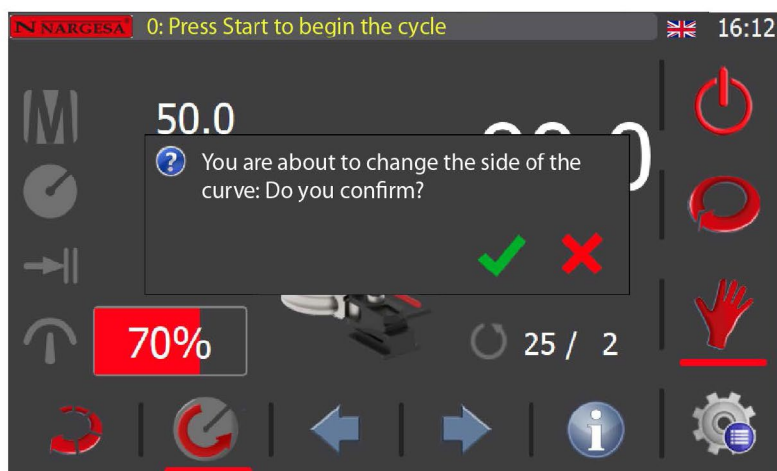 NARGESA 0: Press Start to begin the cycle 16:12
50.0
You are about to change the side of the
curve: Do you confirm?
70%
25 / 2